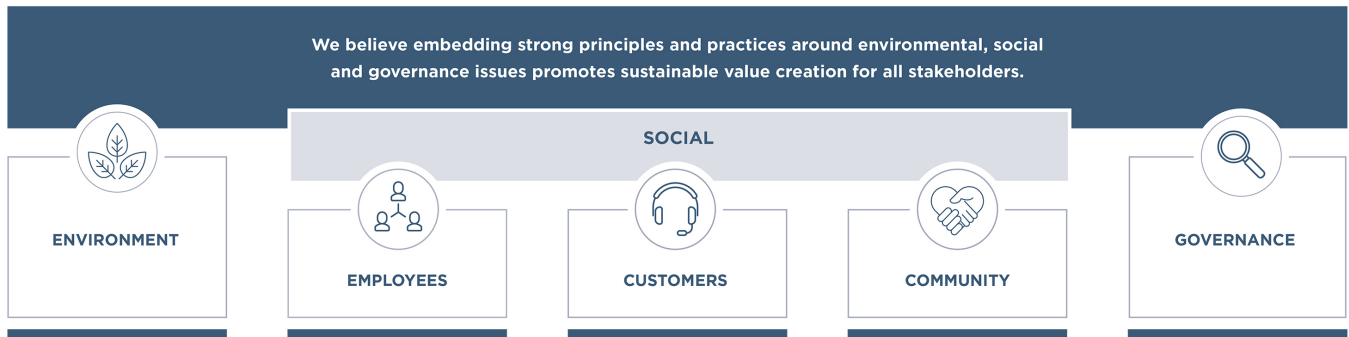 We believe embedding strong principles and practices around environmental, social
and governance issues promotes sustainable value creation for all stakeholders.
SOCIAL
ENVIRONMENT
GOVERNANCE
EMPLOYEES
CUSTOMERS
COMMUNITY